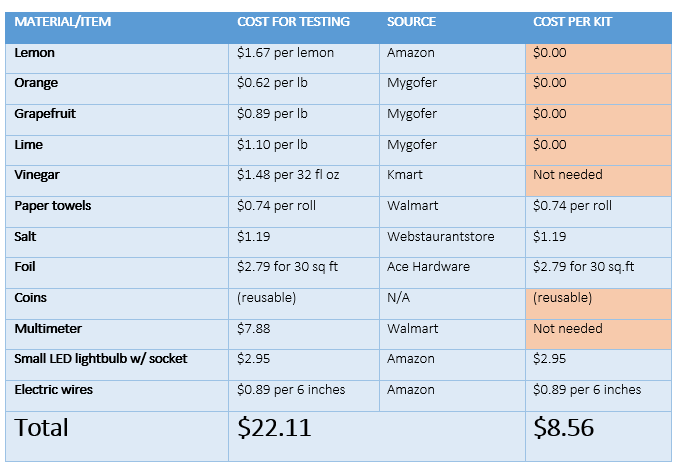 MATERIAL/ITEM COST FOR TESTING SOURCE COST PER KIT
Lemon $1.67 per lemon Amazon $0.00
Orange $0.62 per lb Mygofer $0.00
Grapefruit $0.89 per lb Mygofer $0.00
Lime $1.10 per lb Mygofer $0.00
Vinegar $1.48 per 32 fl oz Kmart Not needed
Paper towels $0.74 per roll Walmart $0.74 per roll
Salt $1.19 Webstaurantstore $1.19
Foil $2.79 for 30 sq ft Ace Hardware $2.79 for 30 sq.ft
Coins (reusable) N/A (reusable)
Multimeter $7.88 Walmart Not needed
Small LED lightbulb w/ socket $2.95 Amazon $2.95
Electric wires $0.89 per 6 inches Amazon $0.89 per 6 inches
Total $22.11 $8.56